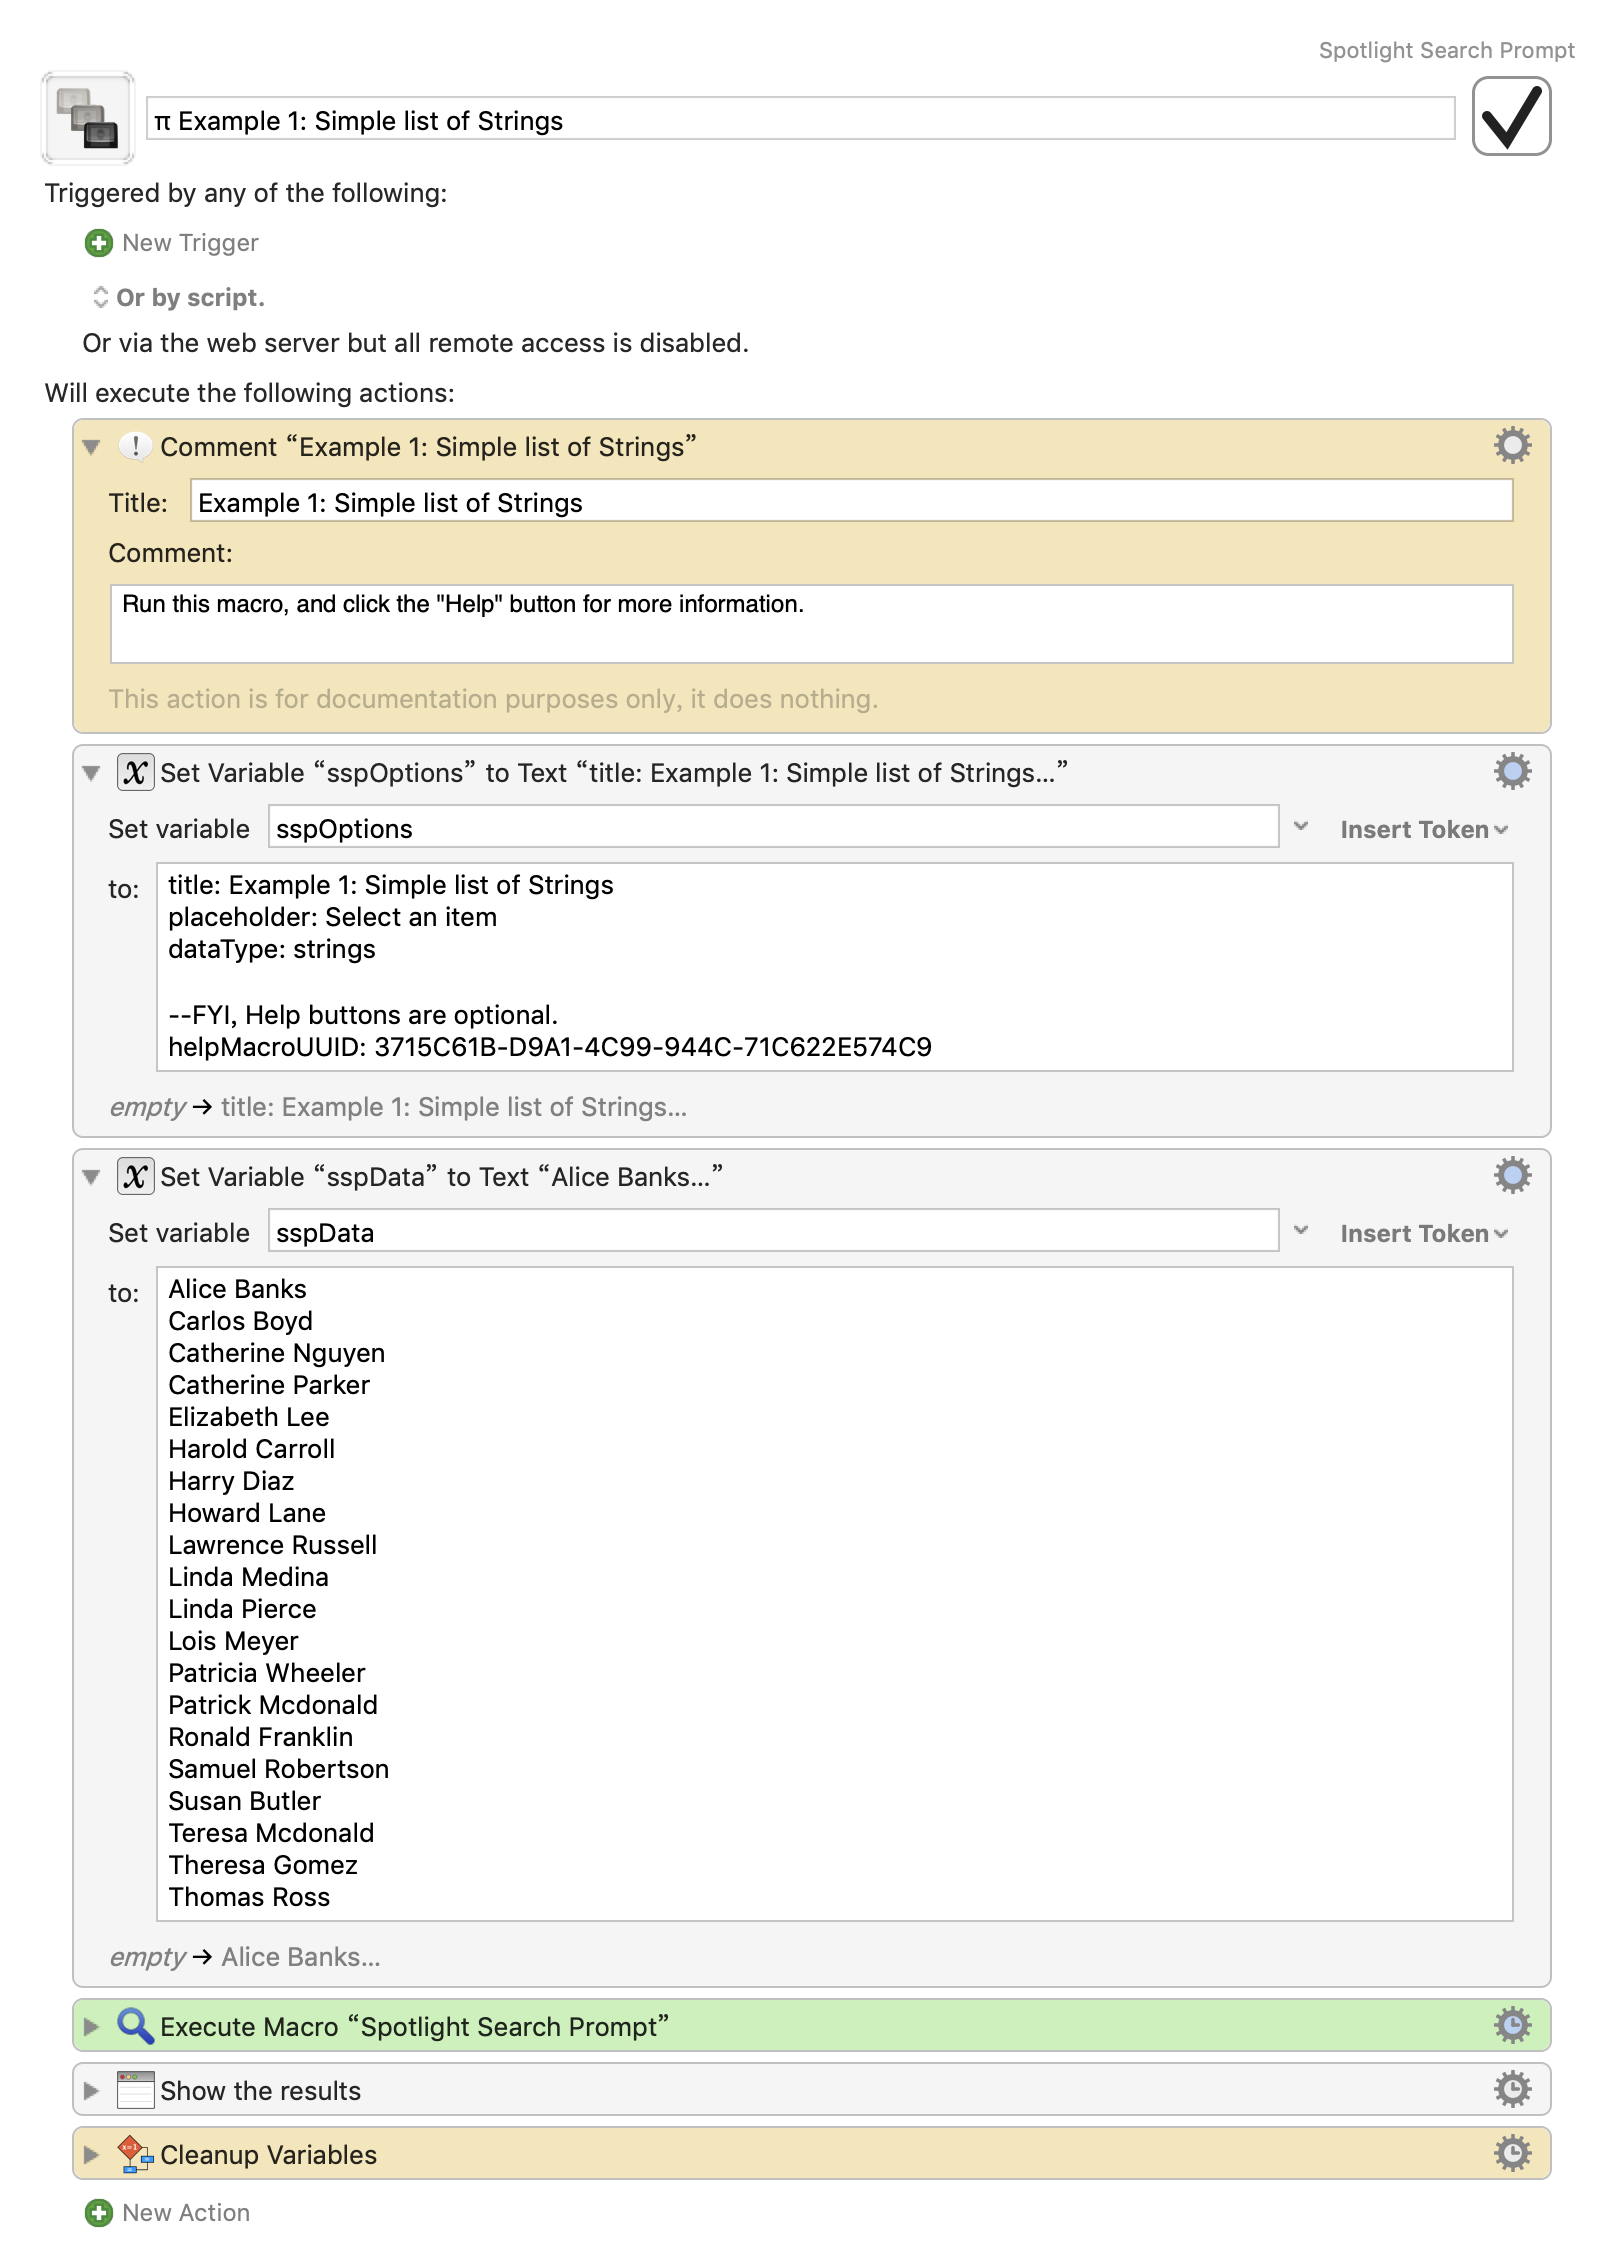 Spotlight Search Prompt
π Example 1: Simple list of Strings
Triggered by any of the following:
New Trigger
Or by script.
Or via the web server but all remote access is disabled.
Will execute the following actions:
Comment “Example 1: Simple list of Strings”
Title: Example 1: Simple list of Strings
Comment:
Run this macro, and click the "Help" button for more information.
This action is for documentation purposes only, it does nothing.
Set Variable “sspOptions” to Text “title: Example 1: Simple list of Strings…”
Set variable sspOptions Insert Token
to: title: Example 1: Simple list of Strings
placeholder: Select an item
dataType: strings
--FYI, Help buttons are optional.
helpMacroUUID: 3715C61B-D9A1-4C99-944C-71C622E574C9
empty → title: Example 1: Simple list of Strings…
Set Variable “sspData” to Text “Alice Banks…”
Set variable sspData Insert Token
to: Alice Banks
Carlos Boyd
Catherine Nguyen
Catherine Parker
Elizabeth Lee
Harold Carroll
Harry Diaz
Howard Lane
Lawrence Russell
Linda Medina
Linda Pierce
Lois Meyer
Patricia Wheeler
Patrick Mcdonald
Ronald Franklin
Samuel Robertson
Susan Butler
Teresa Mcdonald
Theresa Gomez
Thomas Ross
empty → Alice Banks…
Execute Macro “Spotlight Search Prompt”
Show the results
Cleanup Variables
New Action